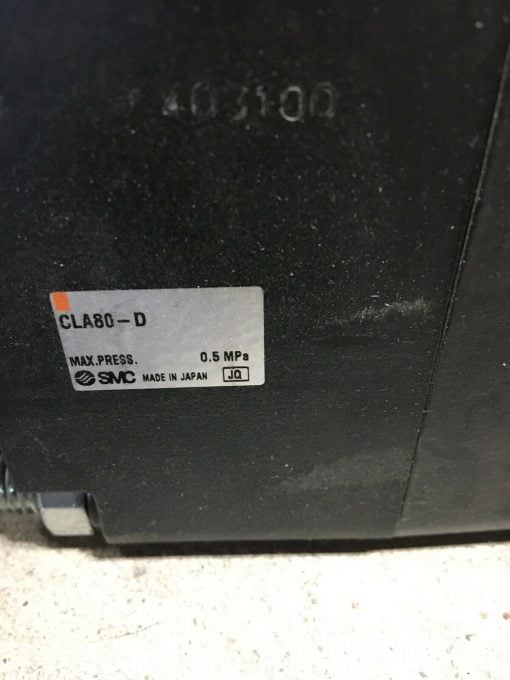 403100
CLA80-D
MAX.PRESS. 0.5 MPa
SMC MADE IN JAPAN JQ